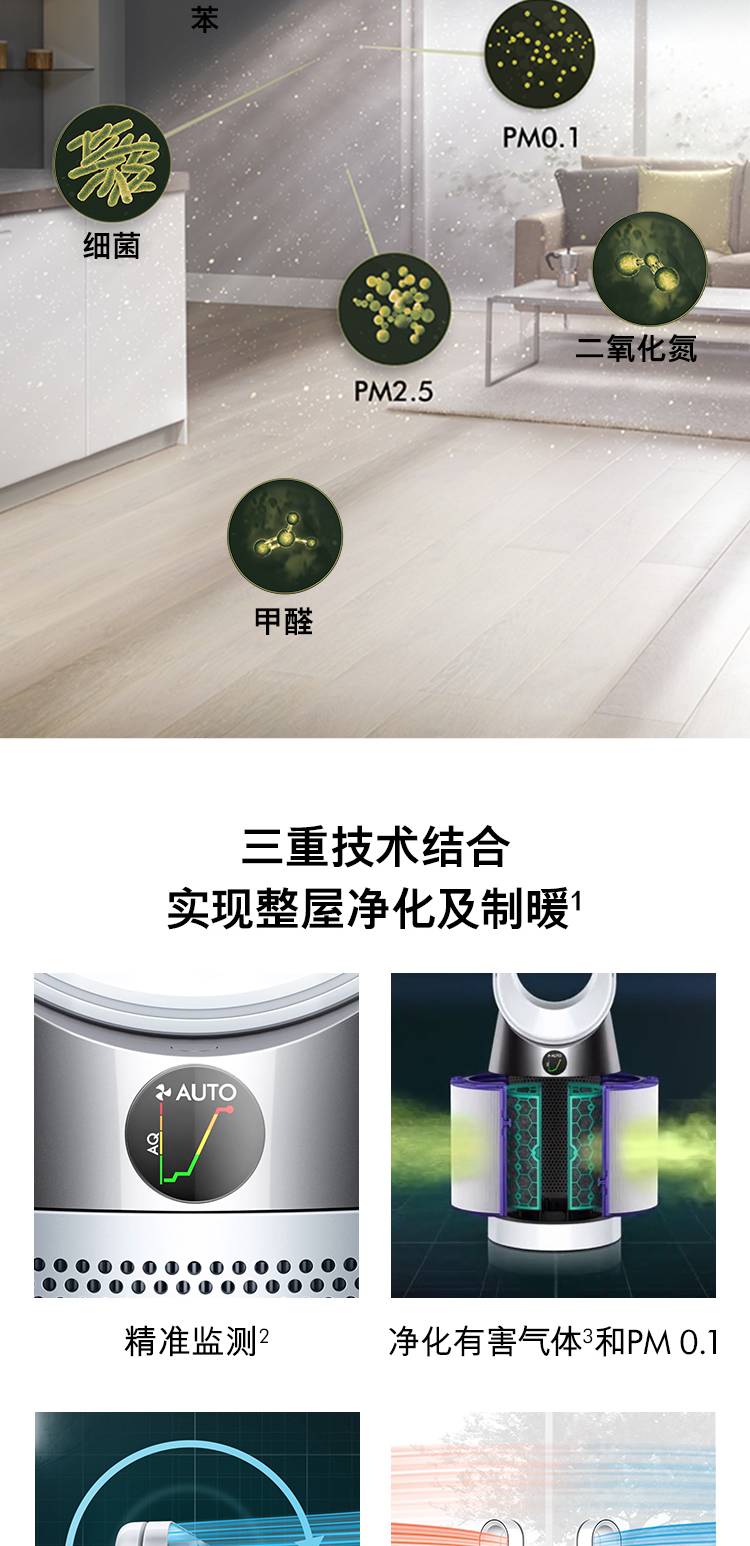 苯
PM0.1
细菌
二氧化氮
PM2.5
甲醛
三重技术结合
实现整屋净化及制暖1
AUTO
AQ
精准监测2
净化有害气体3和PM 0.1